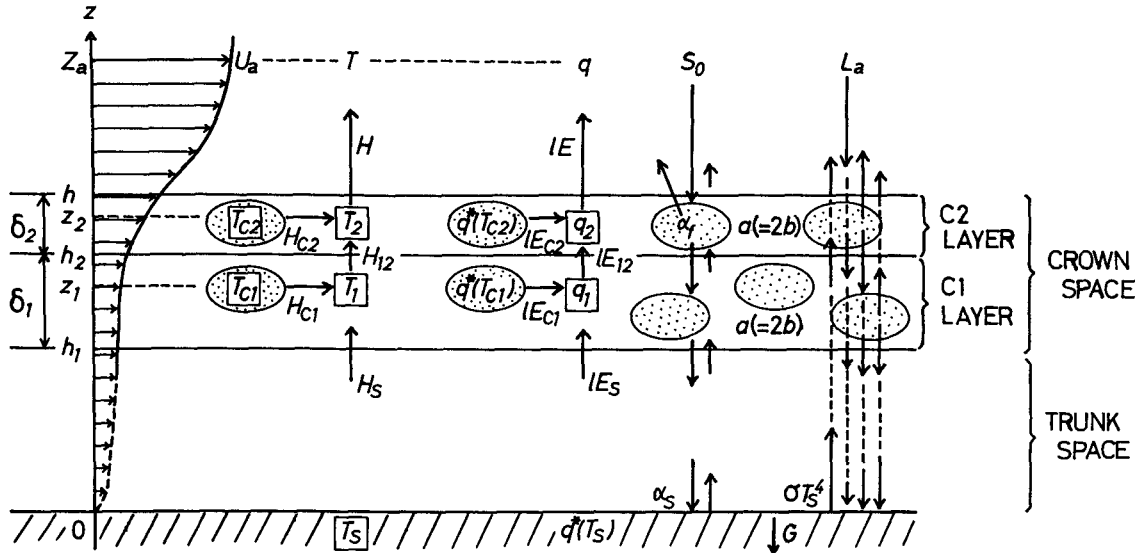 z
Za Ua T q S₀ La
H lE
h
δ₂ z₂ TC2 HC2 T₂ q*(TC2) lEC2 q₂ αf a(=2b) C2 LAYER
h₂ H₁₂ lE₁₂
δ₁ z₁ TC1 HC1 T₁ q*(TC1) lEC1 q₁ a(=2b) C1 LAYER
CROWN SPACE
h₁
HS lES
TRUNK SPACE
αS σTS⁴
0 TS q*(TS) G